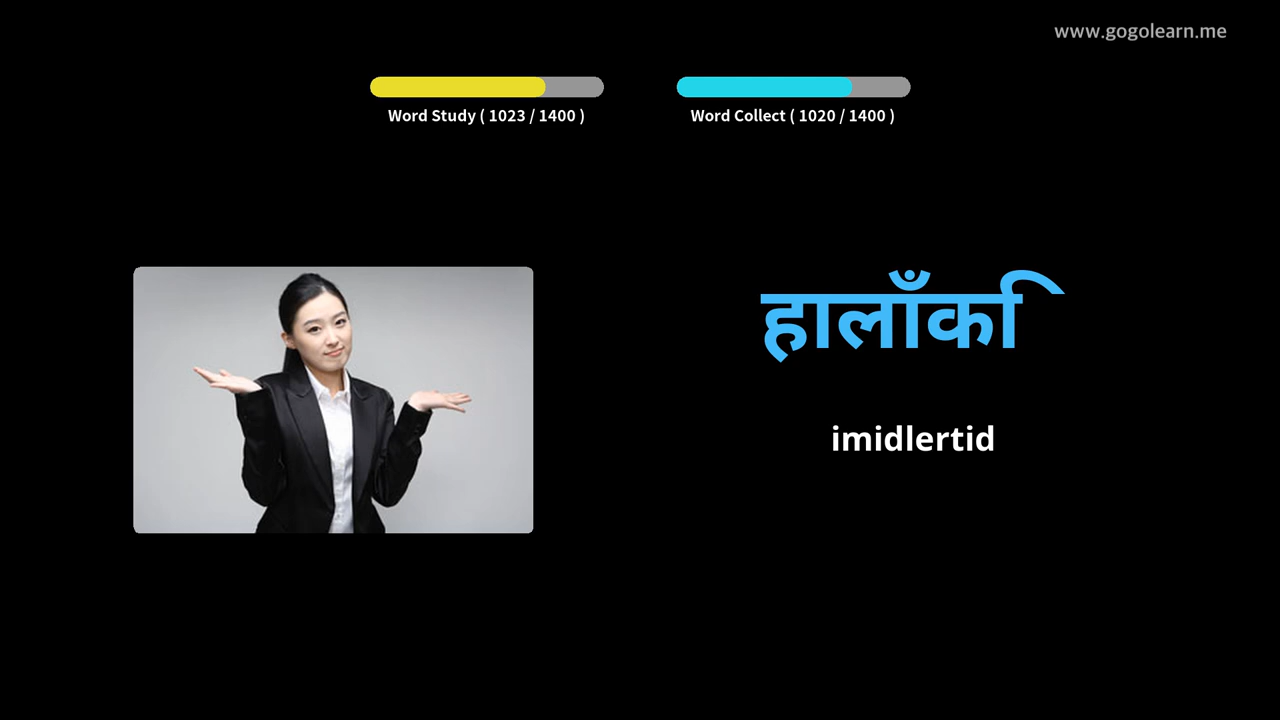 www.gogolearn.me
Word Study ( 1023 / 1400 )
Word Collect ( 1020 / 1400 )
हालाँकि
imidlertid